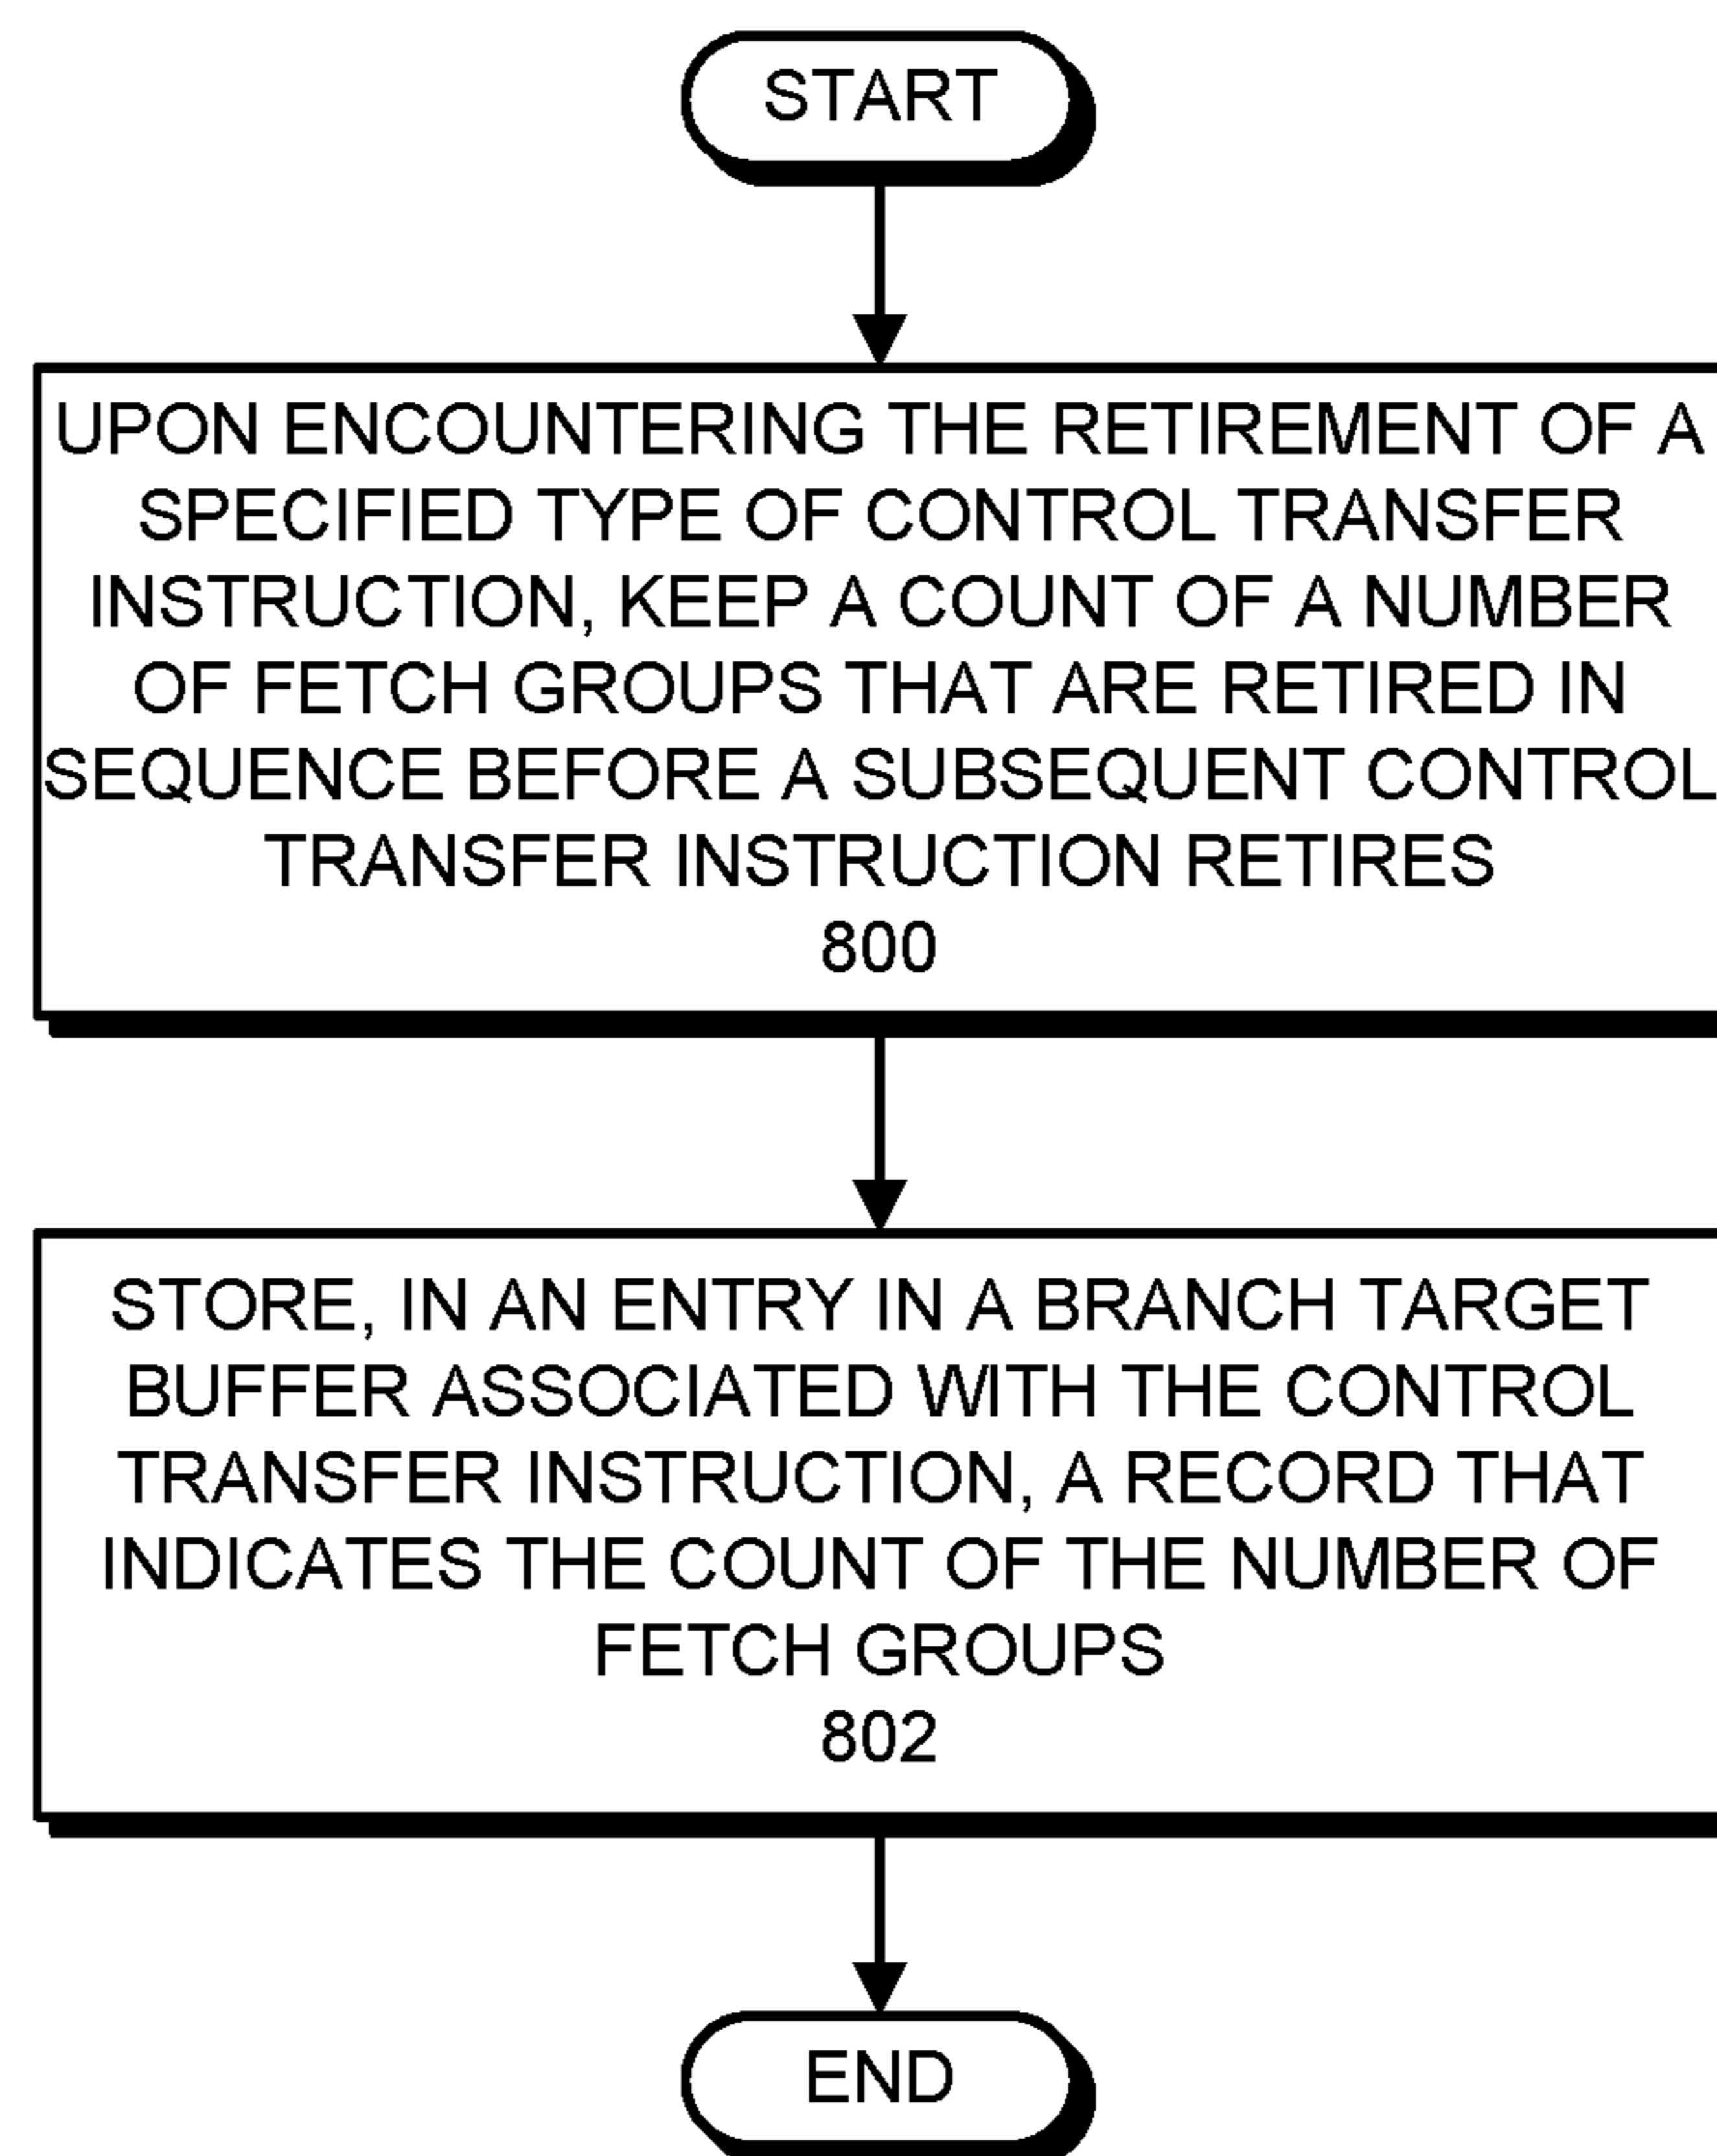 START
UPON ENCOUNTERING THE RETIREMENT OF A
SPECIFIED TYPE OF CONTROL TRANSFER
INSTRUCTION, KEEP A COUNT OF A NUMBER
OF FETCH GROUPS THAT ARE RETIRED IN
SEQUENCE BEFORE A SUBSEQUENT CONTROL
TRANSFER INSTRUCTION RETIRES
800
STORE, IN AN ENTRY IN A BRANCH TARGET
BUFFER ASSOCIATED WITH THE CONTROL
TRANSFER INSTRUCTION, A RECORD THAT
INDICATES THE COUNT OF THE NUMBER OF
FETCH GROUPS
802
END